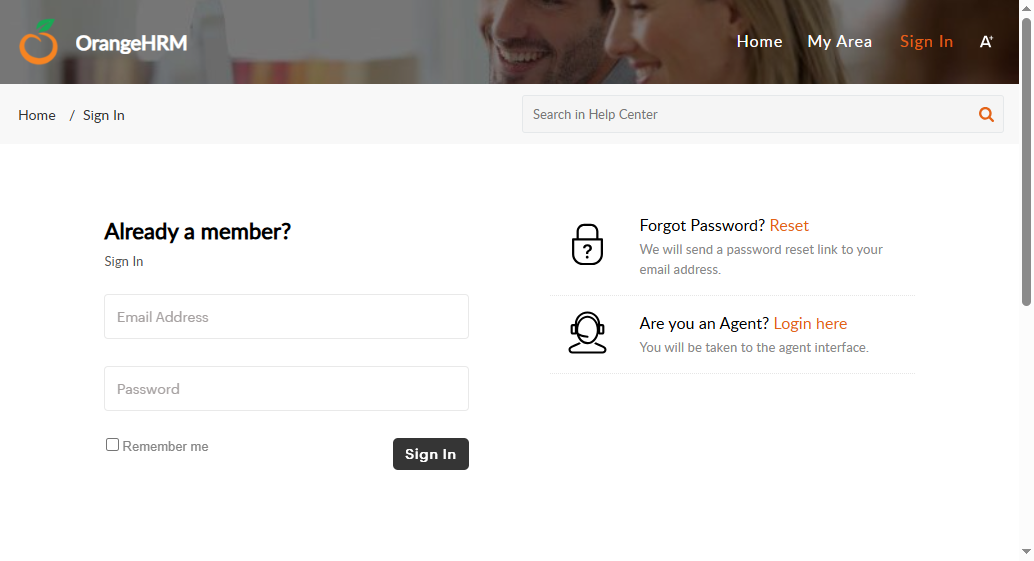 OrangeHRM
Home My Area Sign In A+
Home / Sign In
Search in Help Center
Already a member?
Sign In
Email Address
Password
Remember me
Sign In
Forgot Password? Reset
We will send a password reset link to your
email address.
Are you an Agent? Login here
You will be taken to the agent interface.